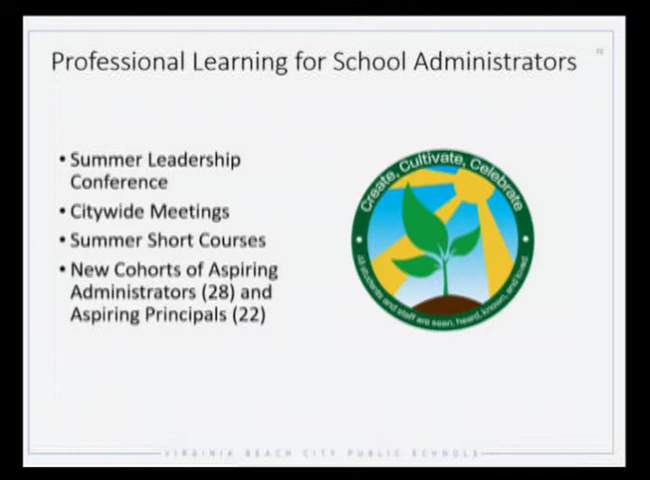 Professional Learning for School Administrators
• Summer Leadership
Conference
• Citywide Meetings
• Summer Short Courses
• New Cohorts of Aspiring
Administrators (28) and
Aspiring Principals (22)
Create, Cultivate, Celebrate
All students and staff are seen, heard, known, and loved.
VIRGINIA BEACH CITY PUBLIC SCHOOLS